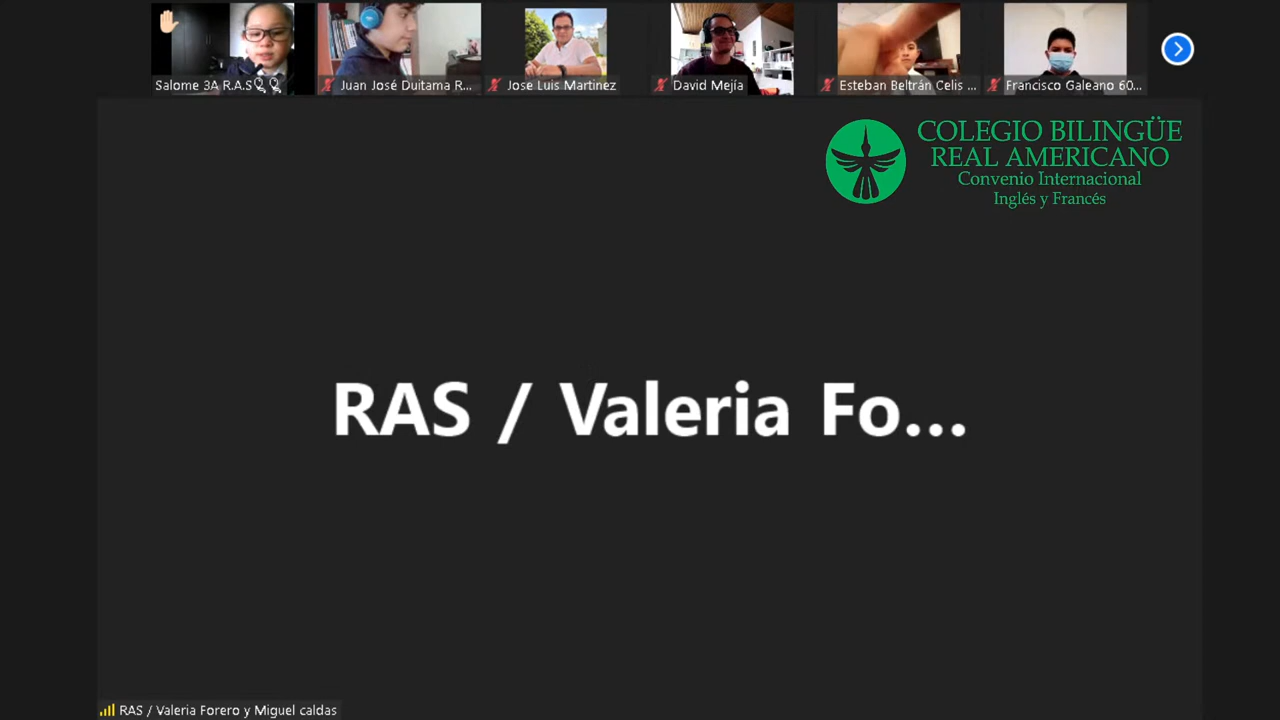 Salome 3A R.A.S
Juan José Duitama R...
Jose Luis Martinez
David Mejía
Esteban Beltrán Celis ...
Francisco Galeano 60...
COLEGIO BILINGÜE
REAL AMERICANO
Convenio Internacional
Inglés y Francés
RAS / Valeria Fo...
RAS / Valeria Forero y Miguel caldas